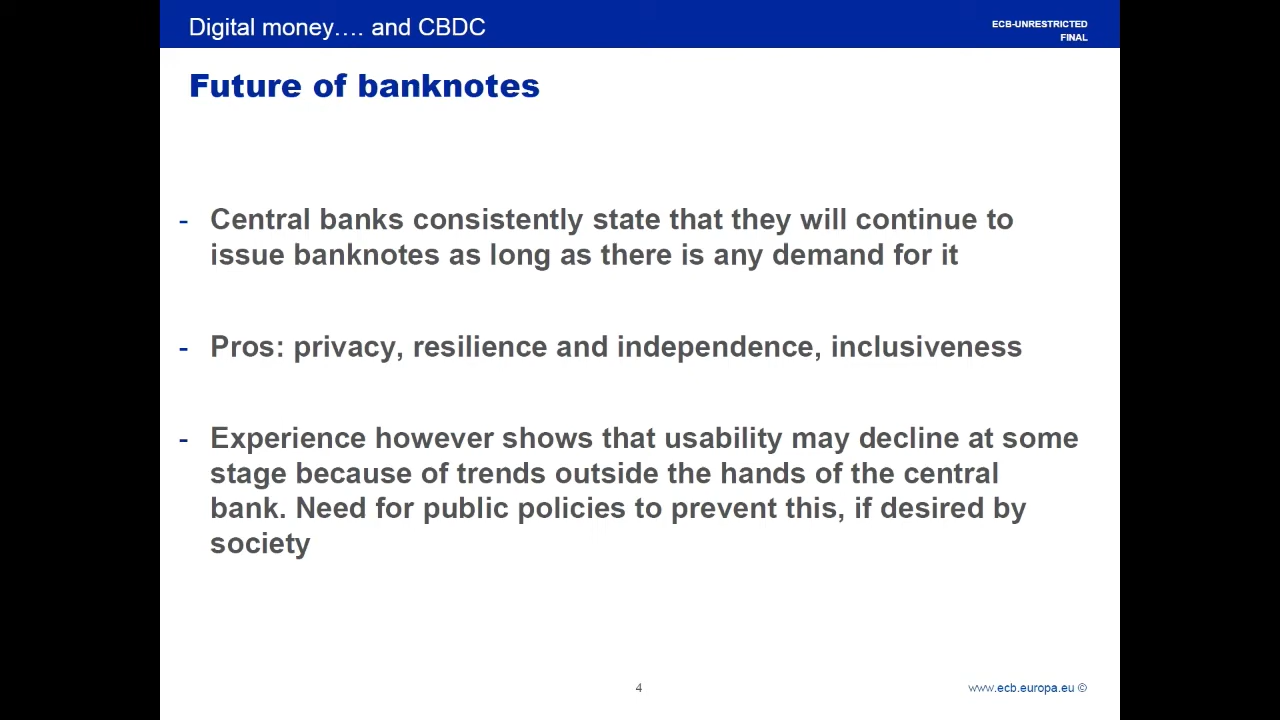 Digital money…. and CBDC
ECB-UNRESTRICTED
FINAL
Future of banknotes
- Central banks consistently state that they will continue to
issue banknotes as long as there is any demand for it
- Pros: privacy, resilience and independence, inclusiveness
- Experience however shows that usability may decline at some
stage because of trends outside the hands of the central
bank. Need for public policies to prevent this, if desired by
society
4
www.ecb.europa.eu ©